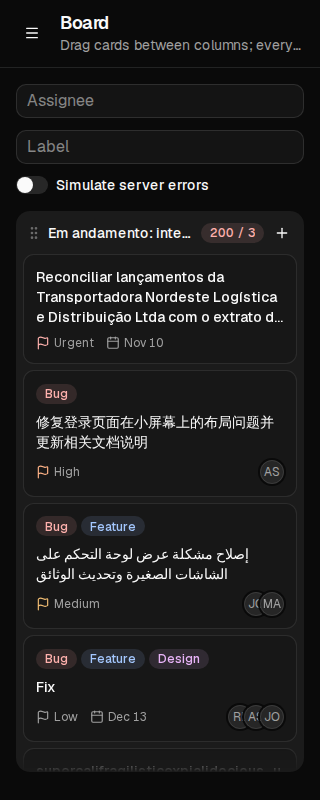 Board
Drag cards between columns; every…
Assignee
Label
Simulate server errors
Em andamento: inte… 200 / 3
Reconciliar lançamentos da
Transportadora Nordeste Logística
e Distribuição Ltda com o extrato d…
Urgent Nov 10
Bug
修复登录页面在小屏幕上的布局问题并
更新相关文档说明
High AS
Bug Feature
إصلاح مشكلة عرض لوحة التحكم على
الشاشات الصغيرة وتحديث الوثائق
Medium MA
Bug Feature Design
Fix
Low Dec 13 JO